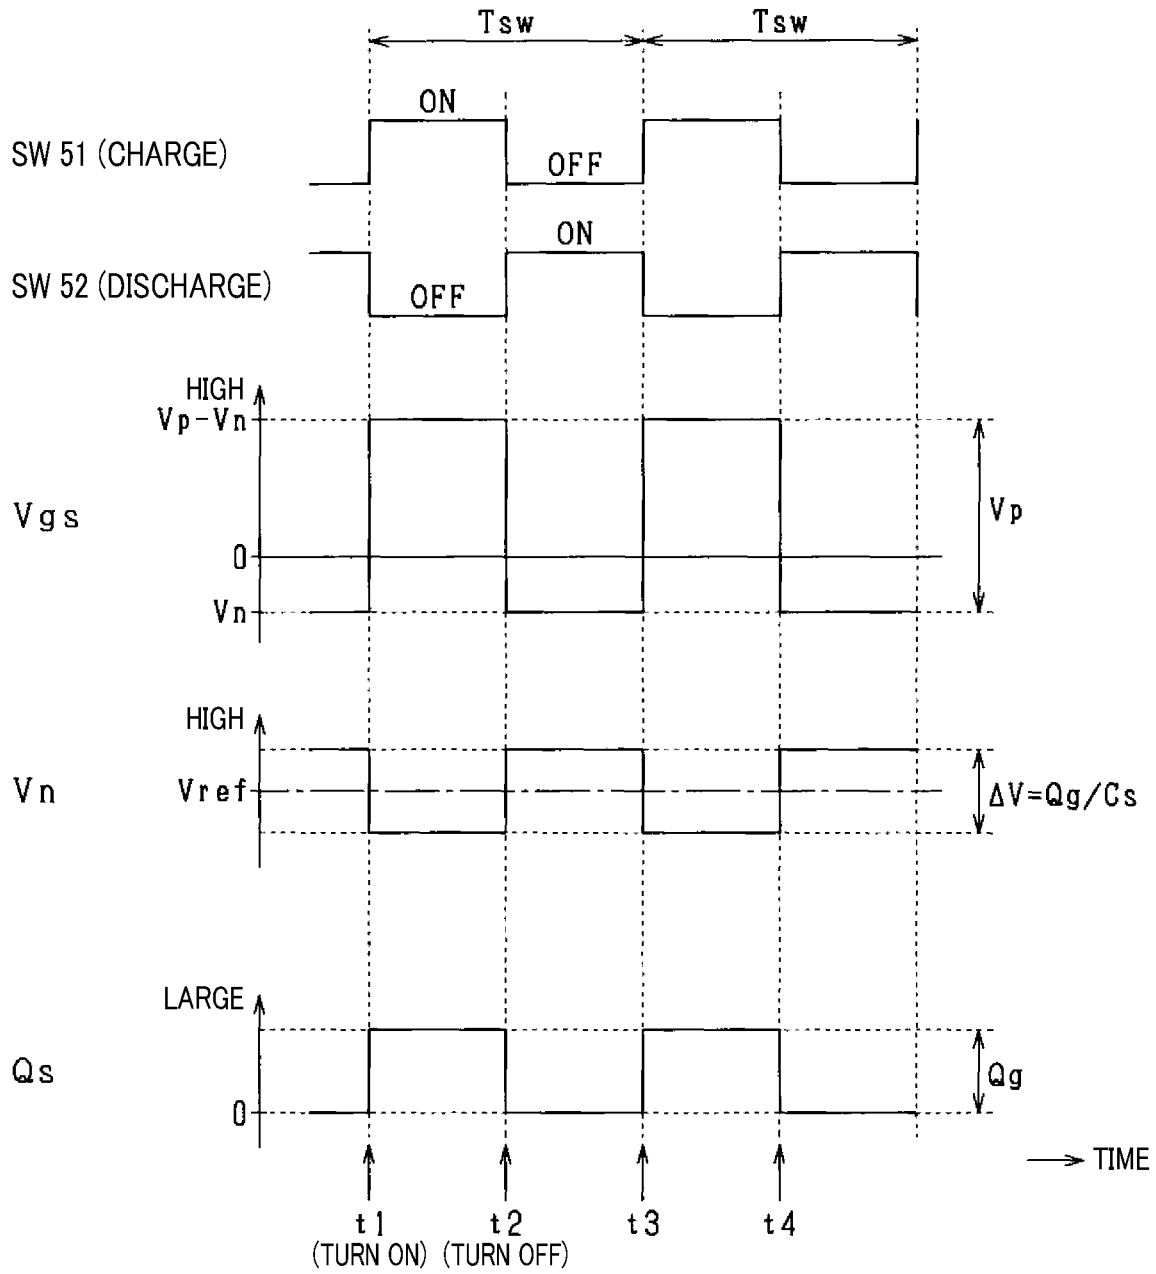 Tsw Tsw
ON
SW 51 (CHARGE)
OFF
ON
SW 52 (DISCHARGE)
OFF
HIGH
Vp-Vn
Vgs
Vp
0
Vn
HIGH
Vn
Vref
ΔV=Qg/Cs
LARGE
Qs
Qg
0
TIME
t1 t2 t3 t4
(TURN ON) (TURN OFF)